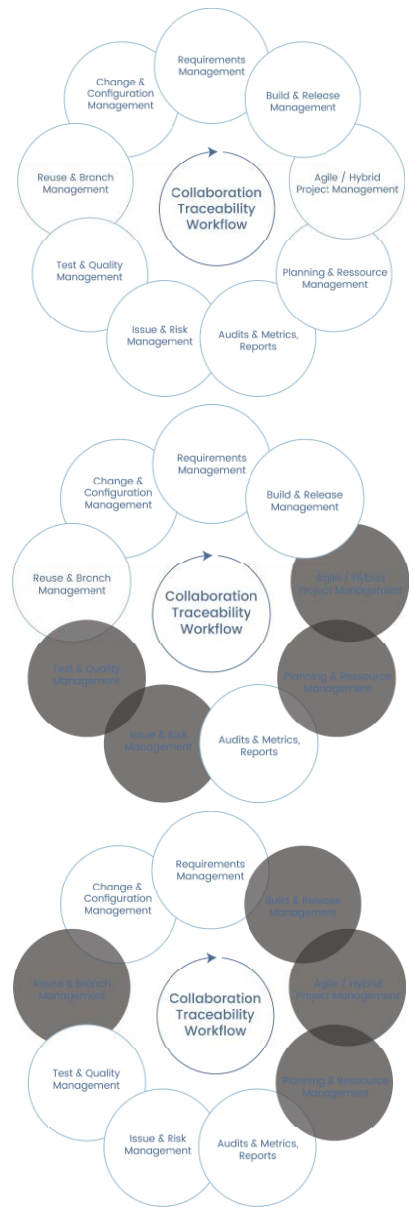 Requirements
Management
Change &
Configuration
Management
Build & Release
Management
Reuse & Branch
Management
Collaboration
Traceability
Workflow
Agile / Hybrid
Project Management
Test & Quality
Management
Planning & Ressource
Management
Issue & Risk
Management
Audits & Metrics,
Reports
Requirements
Management
Change &
Configuration
Management
Build & Release
Management
Reuse & Branch
Management
Collaboration
Traceability
Workflow
Agile / Hybrid
Project Management
Test & Quality
Management
Planning & Ressource
Management
Issue & Risk
Management
Audits & Metrics,
Reports
Requirements
Management
Change &
Configuration
Management
Build & Release
Management
Reuse & Branch
Management
Collaboration
Traceability
Workflow
Agile / Hybrid
Project Management
Test & Quality
Management
Planning & Ressource
Management
Issue & Risk
Management
Audits & Metrics,
Reports